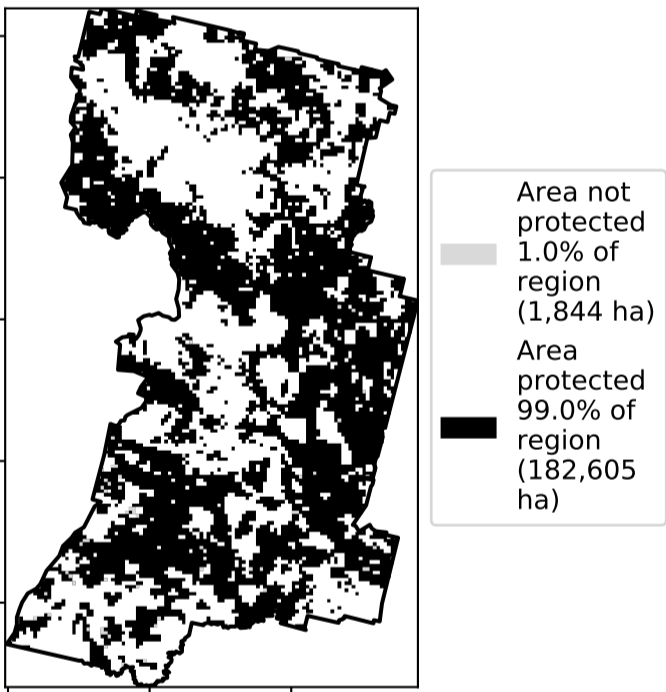 Area not
protected
1.0% of
region
(1,844 ha)
Area
protected
99.0% of
region
(182,605
ha)